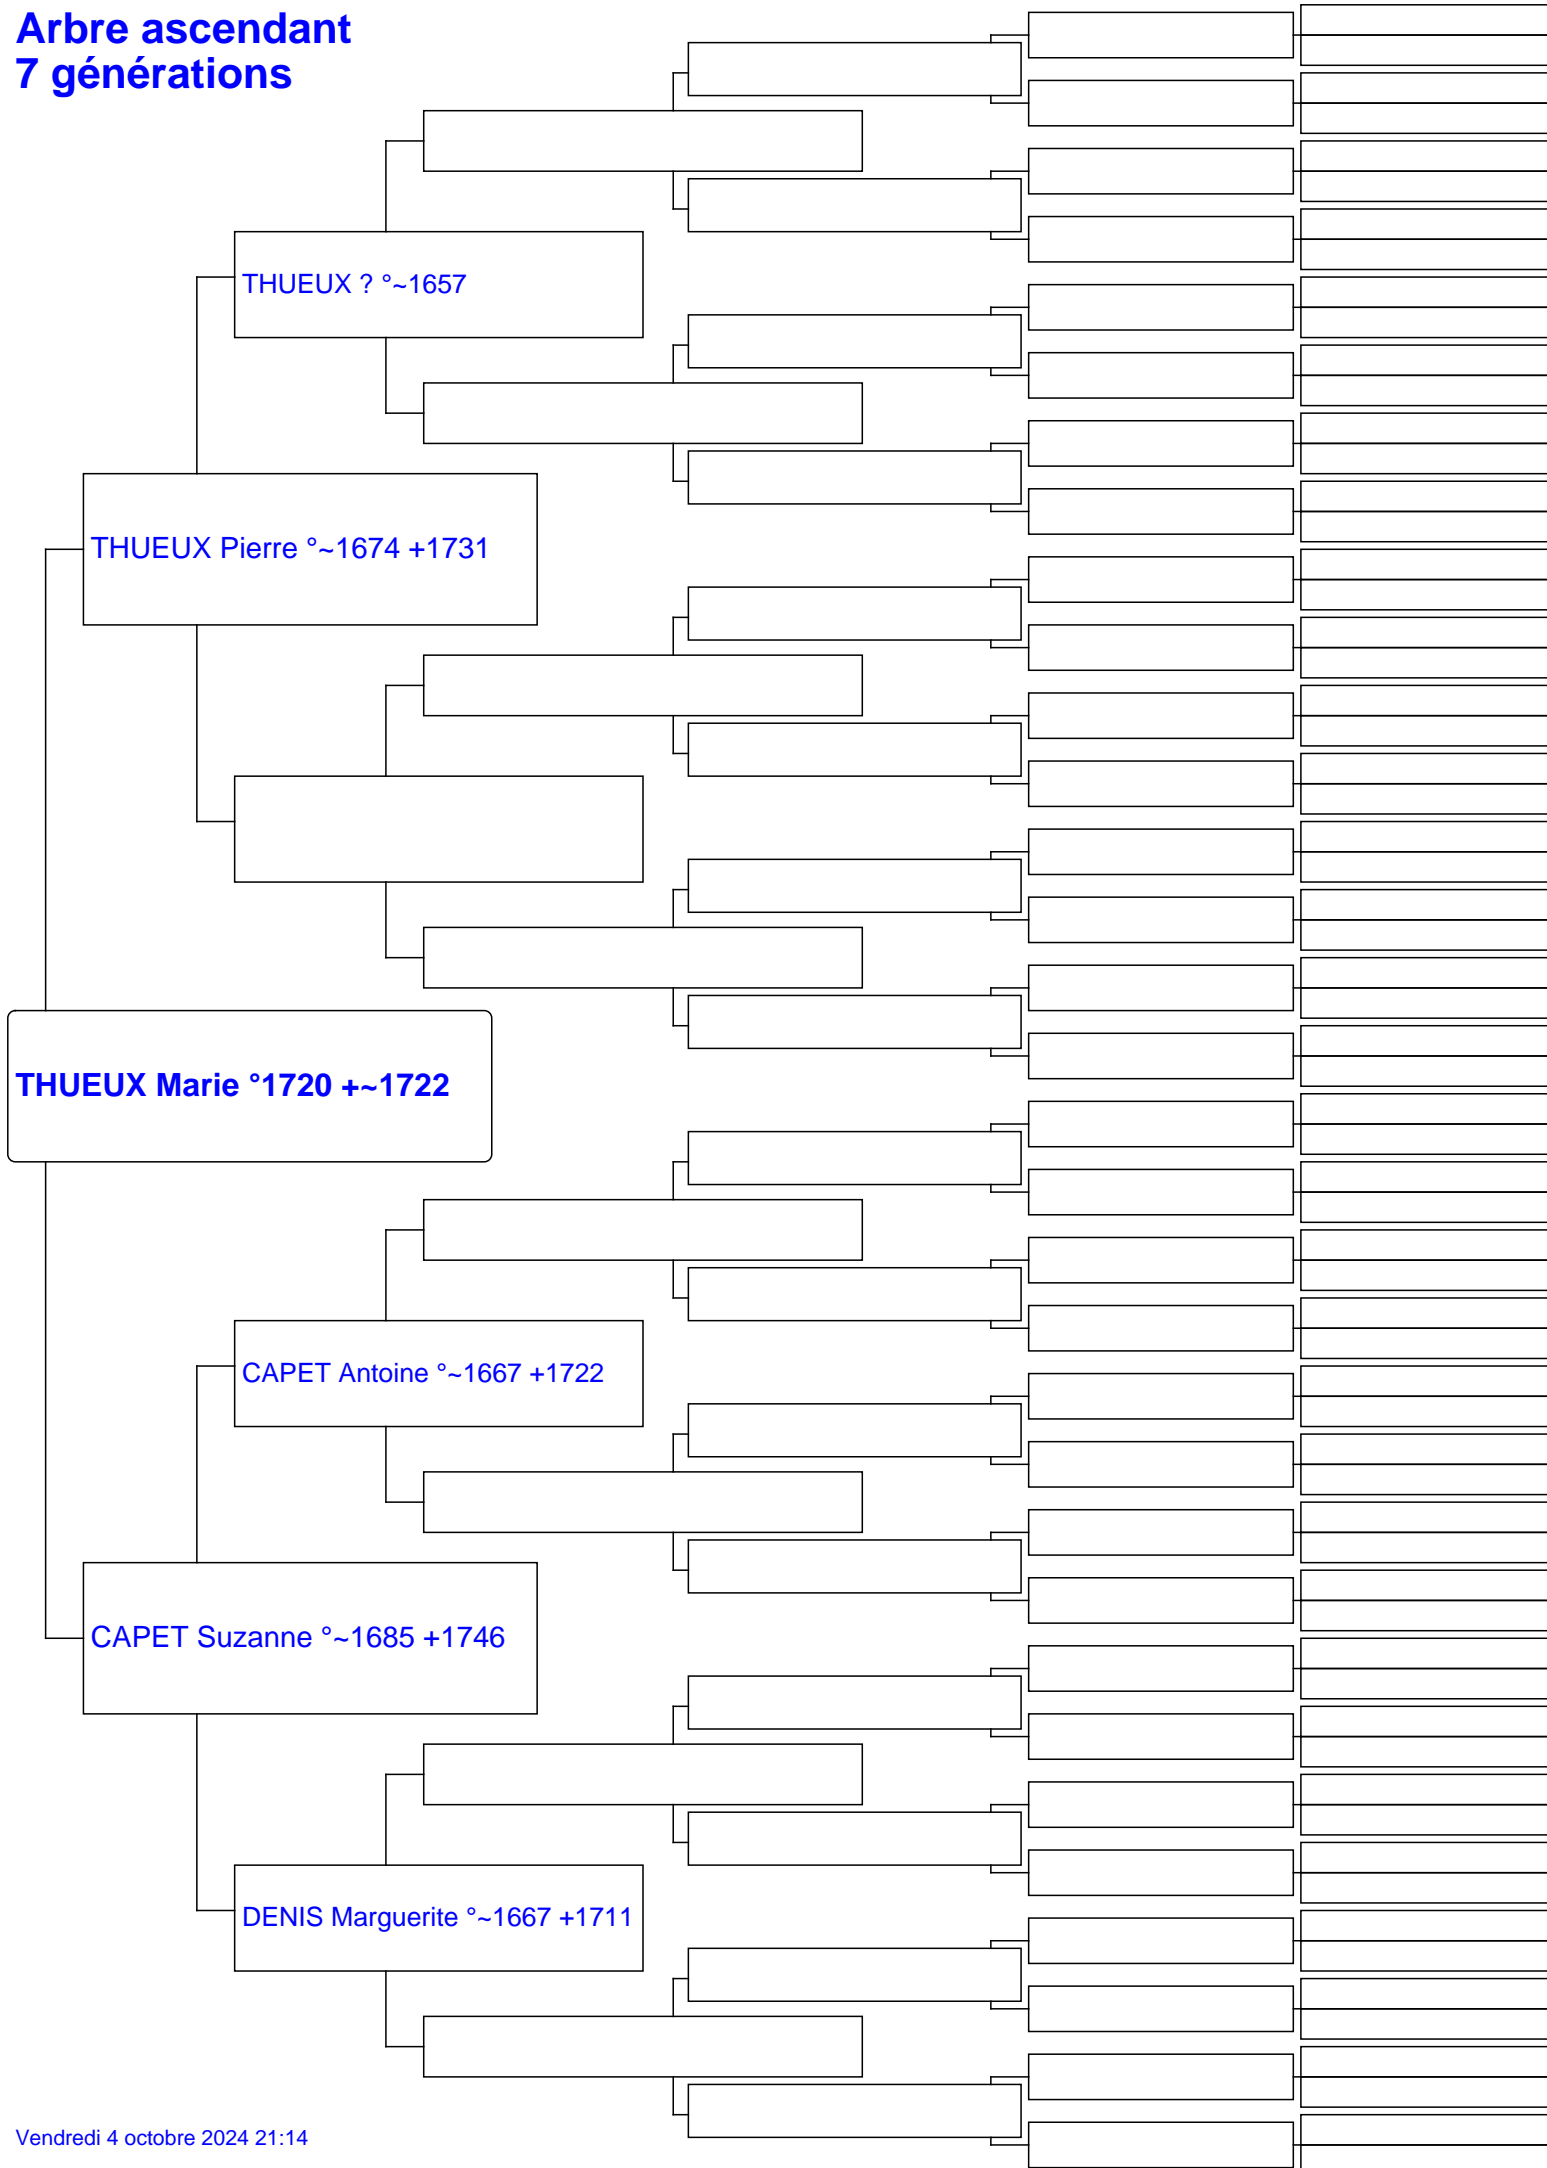 Arbre ascendant
7 générations
THUEUX ? °~1657
THUEUX Pierre °~1674 +1731
THUEUX Marie °1720 +~1722
CAPET Antoine °~1667 +1722
CAPET Suzanne °~1685 +1746
DENIS Marguerite °~1667 +1711
Vendredi 4 octobre 2024 21:14